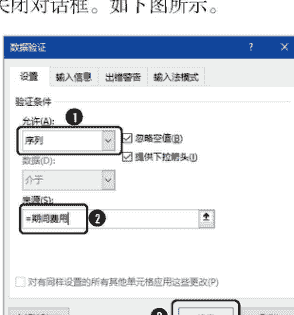 关闭对话框。如下图所示。
数据验证 ? ×
设置 输入信息 出错警告 输入法模式
验证条件
允许(A): 1
序列 忽略空值(B)
数据(D): 提供下拉箭头(I)
介于
来源(S):
=期间费用 2
对有同样设置的所有其他单元格应用这些更改(P)
3